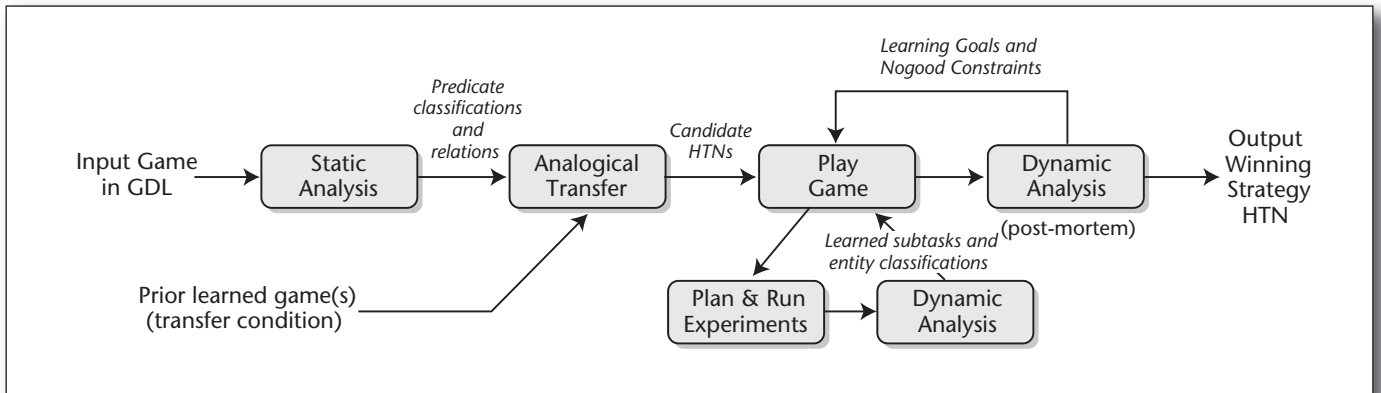 Learning Goals and
Nogood Constraints
Predicate
classifications
and
relations
Candidate
HTNs
Input Game
in GDL
Static
Analysis
Analogical
Transfer
Play
Game
Dynamic
Analysis
(post-mortem)
Output
Winning
Strategy
HTN
Learned subtasks and
entity classifications
Prior learned game(s)
(transfer condition)
Plan & Run
Experiments
Dynamic
Analysis